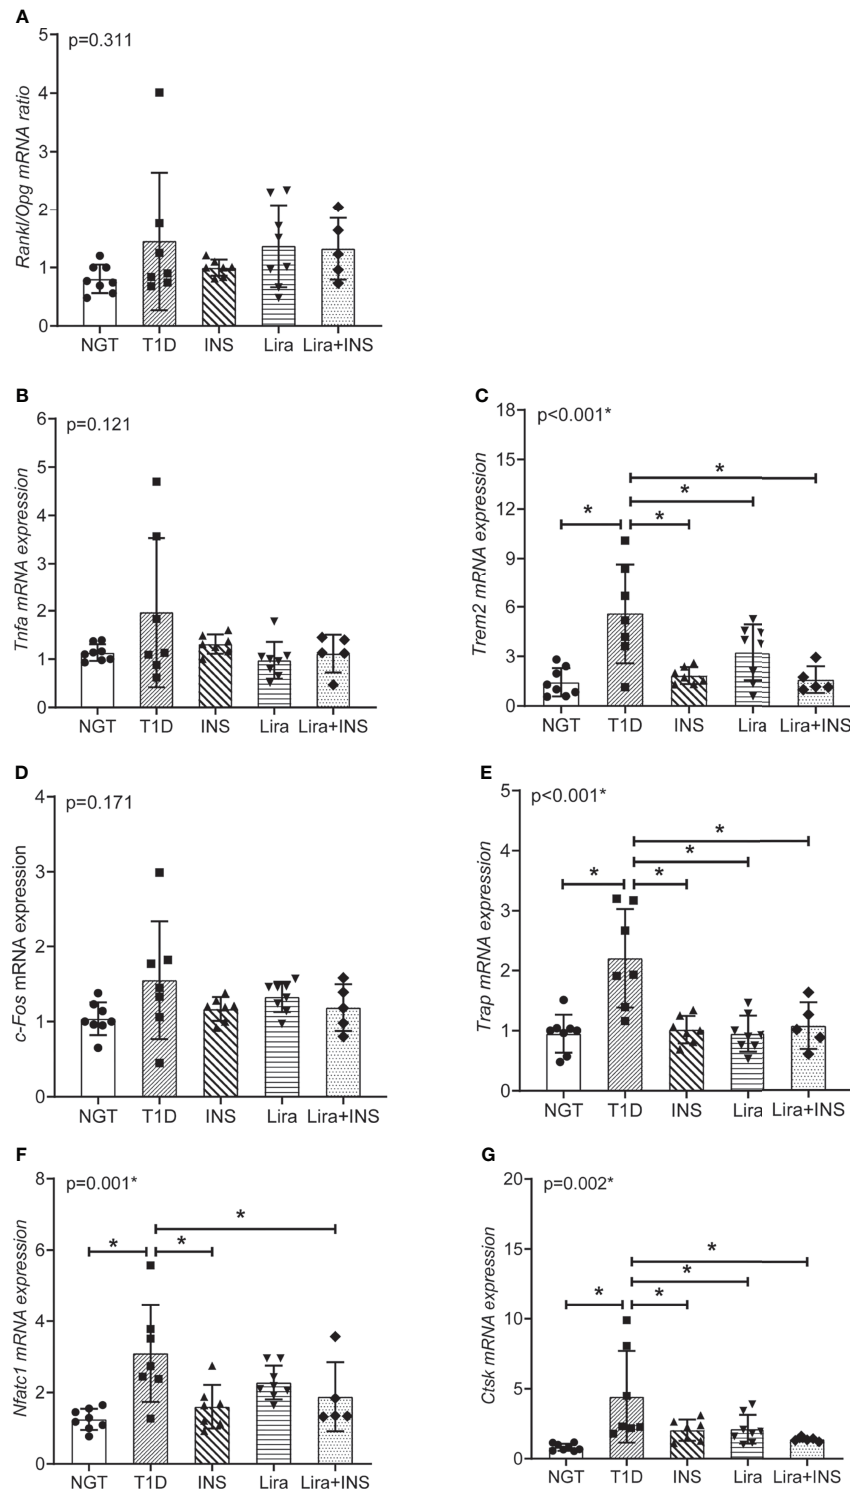 A
p=0.311
Rankl/Opg mRNA ratio
5
4
3
2
1
0
NGT T1D INS Lira Lira+INS
B
p=0.121
Tnfa mRNA expression
6
5
4
3
2
1
0
NGT T1D INS Lira Lira+INS
C
p<0.001*
Trem2 mRNA expression
18
15
12
9
6
3
0
* * * *
NGT T1D INS Lira Lira+INS
D
p=0.171
c-Fos mRNA expression
4
3
2
1
0
NGT T1D INS Lira Lira+INS
E
p<0.001*
Trap mRNA expression
5
4
3
2
1
0
* * * *
NGT T1D INS Lira Lira+INS
F
p=0.001*
Nfatc1 mRNA expression
8
6
4
2
0
* * *
NGT T1D INS Lira Lira+INS
G
p=0.002*
Ctsk mRNA expression
20
15
10
5
0
* * * *
NGT T1D INS Lira Lira+INS